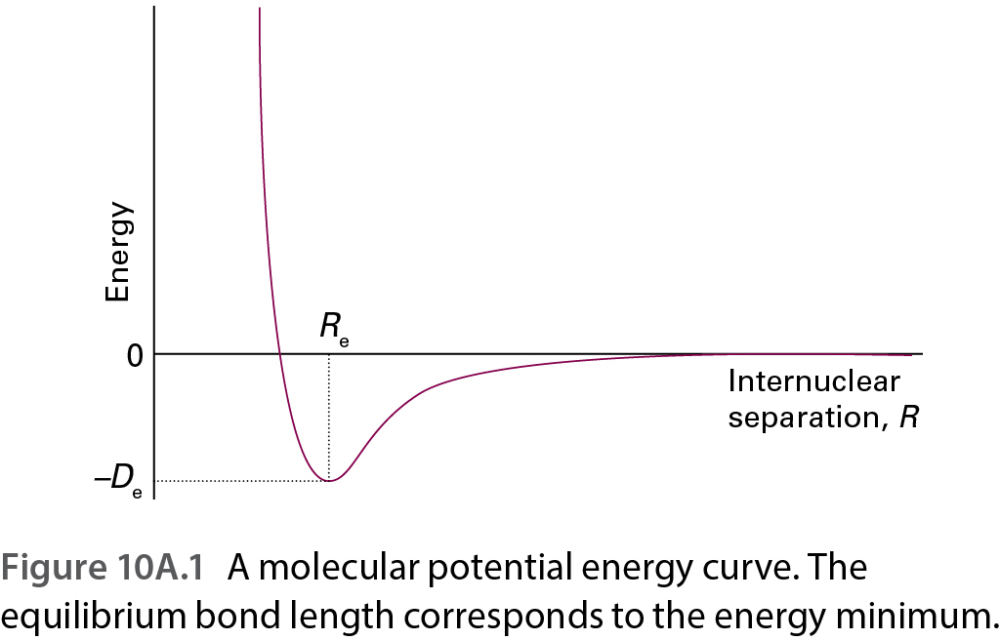 Energy
R e
0
Internuclear
separation, R
–D e
Figure 10A.1 A molecular potential energy curve. The
equilibrium bond length corresponds to the energy minimum.